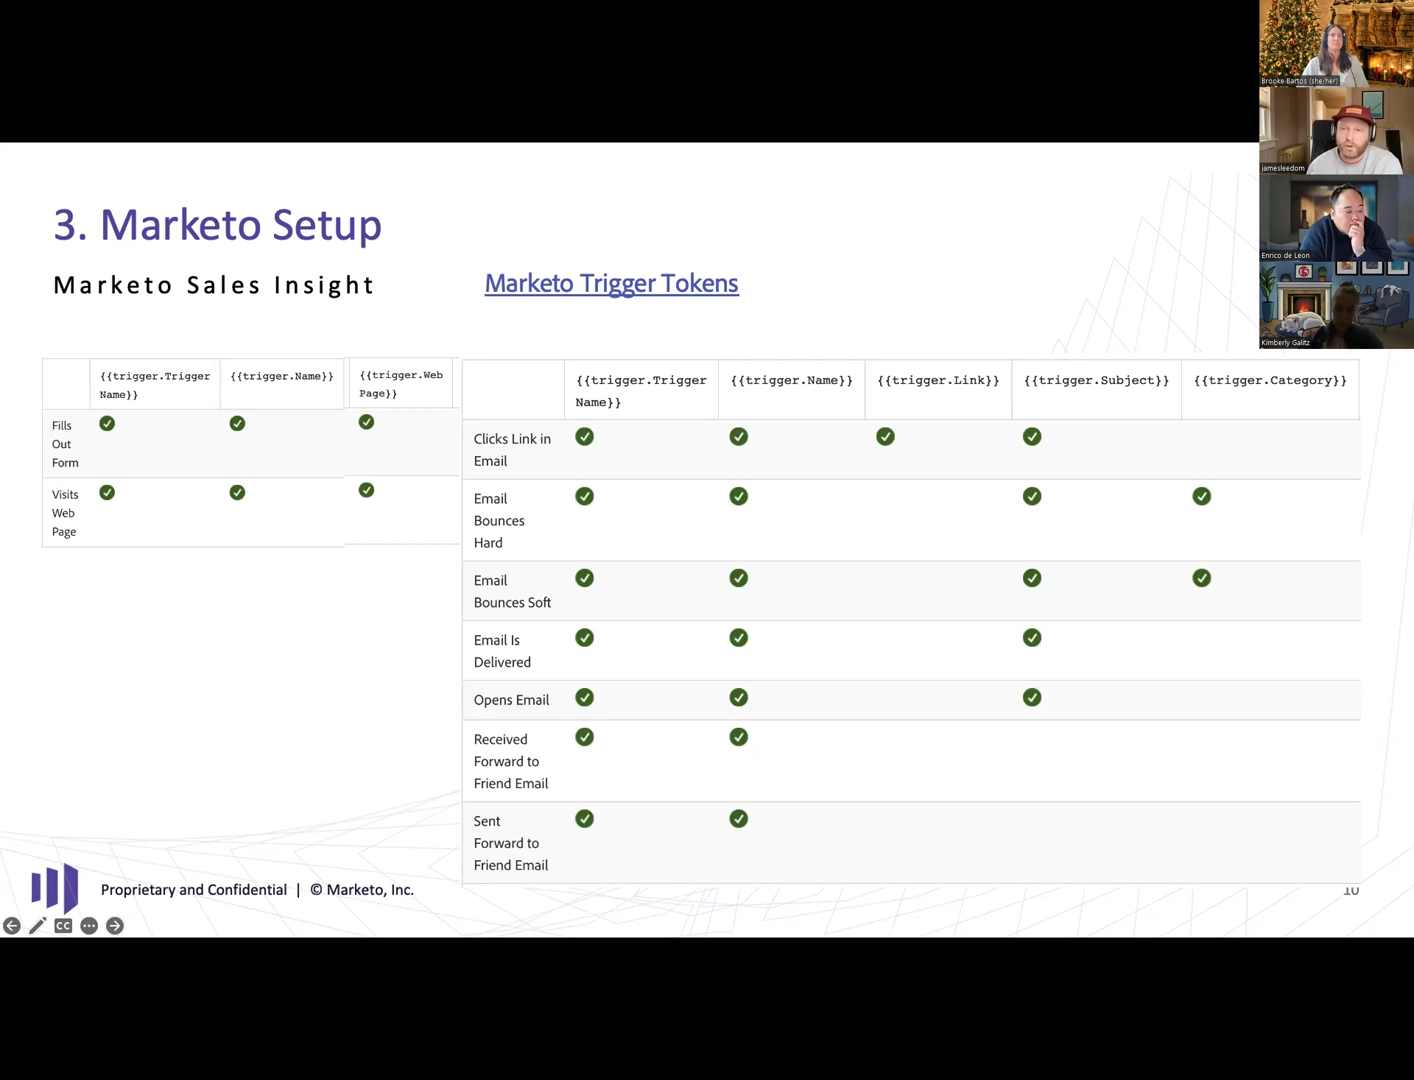 Brooke Bartos (she/her)
jamesleedom
Enrico de Leon
Kimberly Galitz
3. Marketo Setup
Marketo Sales Insight
Marketo Trigger Tokens
{{trigger.Trigger
Name}}
{{trigger.Name}}
{{trigger.Web
Page}}
Fills
Out
Form
Visits
Web
Page
{{trigger.Trigger
Name}}
{{trigger.Name}}
{{trigger.Link}}
{{trigger.Subject}}
{{trigger.Category}}
Clicks Link in
Email
Email
Bounces
Hard
Email
Bounces Soft
Email Is
Delivered
Opens Email
Received
Forward to
Friend Email
Sent
Forward to
Friend Email
Proprietary and Confidential | © Marketo, Inc.
10
CC